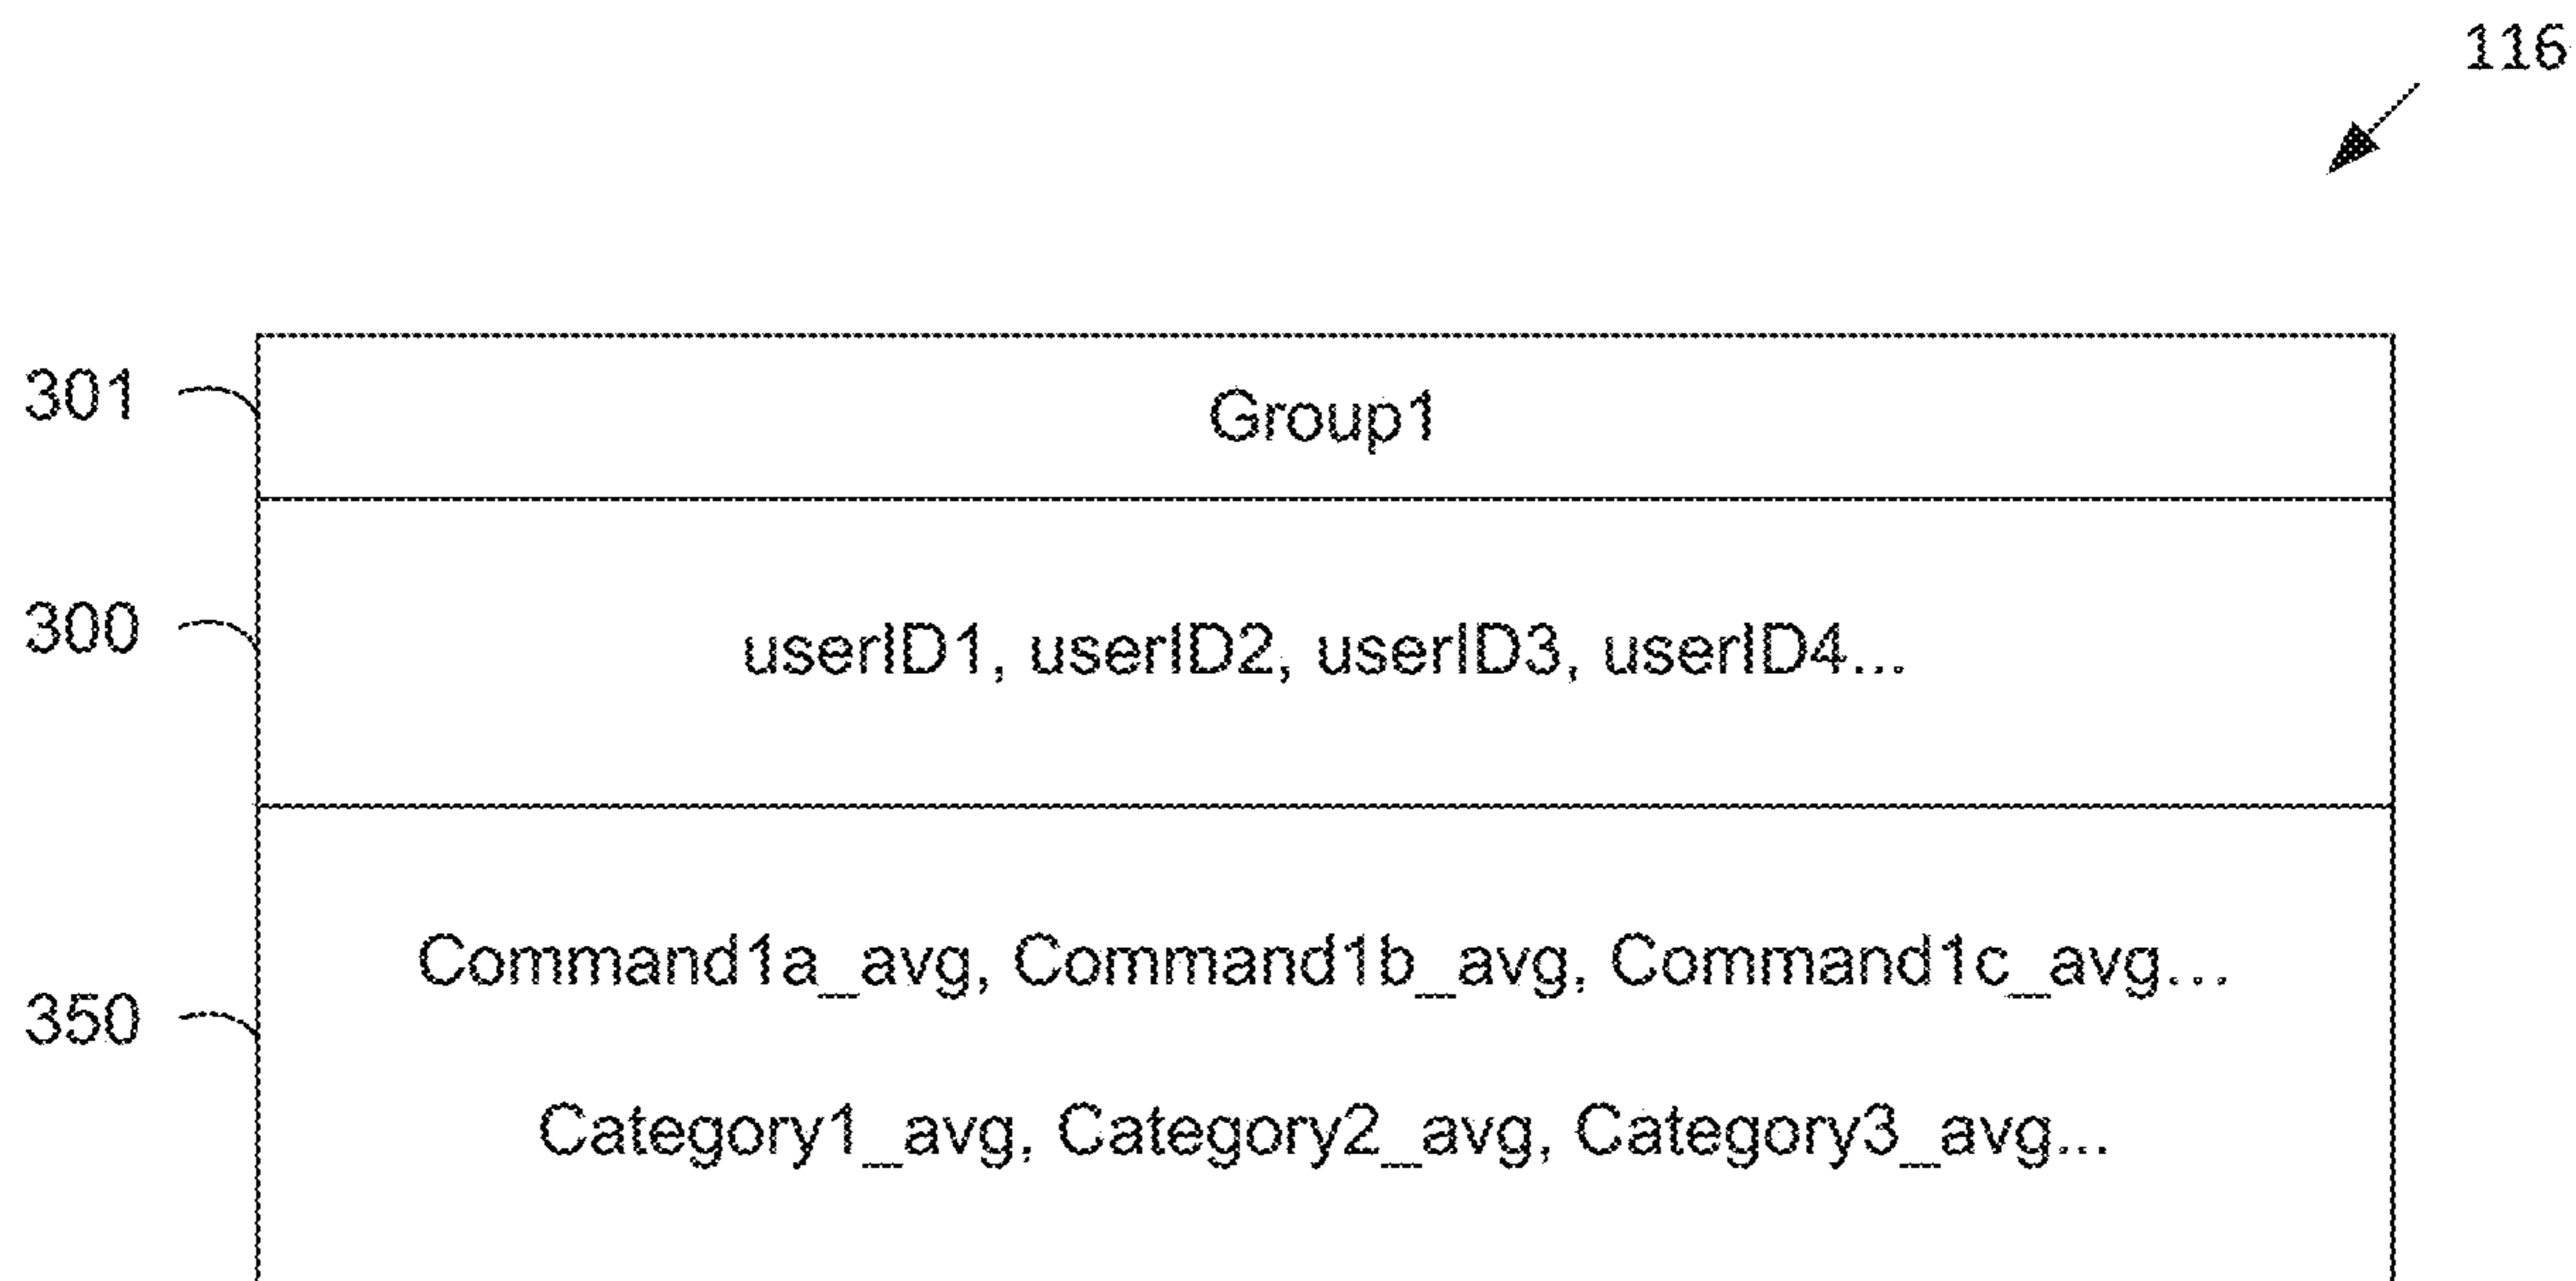 116
301
Group1
300
userID1, userID2, userID3, userID4...
Command1a_avg, Command1b_avg, Command1c_avg...
350
Category1_avg, Category2_avg, Category3_avg...